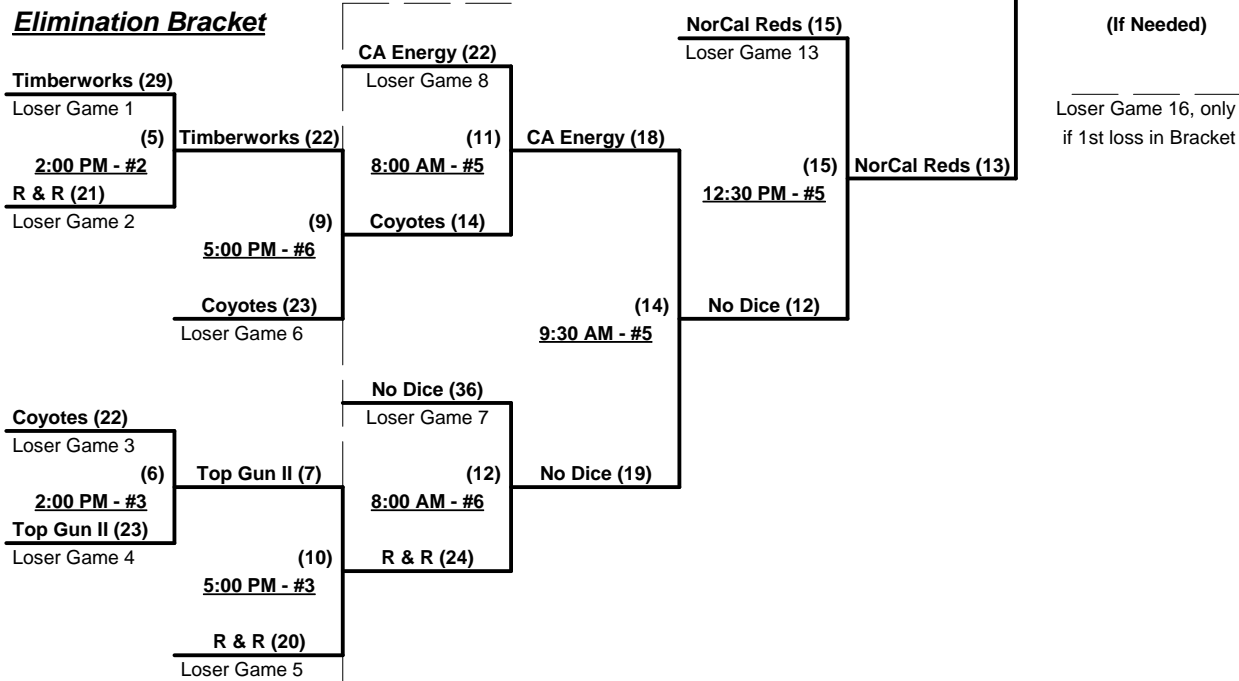 Elimination Bracket
NorCal Reds (15)
(If Needed)
CA Energy (22)
Loser Game 13
Timberworks (29)
Loser Game 8
Loser Game 1
Loser Game 16, only
(5)
Timberworks (22)
(11)
CA Energy (18)
if 1st loss in Bracket
2:00 PM - #2
8:00 AM - #5
(15)
NorCal Reds (13)
R & R (21)
12:30 PM - #5
Loser Game 2
(9)
Coyotes (14)
5:00 PM - #6
Coyotes (23)
(14)
No Dice (12)
Loser Game 6
9:30 AM - #5
No Dice (36)
Coyotes (22)
Loser Game 7
Loser Game 3
(6)
Top Gun II (7)
(12)
No Dice (19)
2:00 PM - #3
8:00 AM - #6
Top Gun II (23)
Loser Game 4
(10)
R & R (24)
5:00 PM - #3
R & R (20)
Loser Game 5